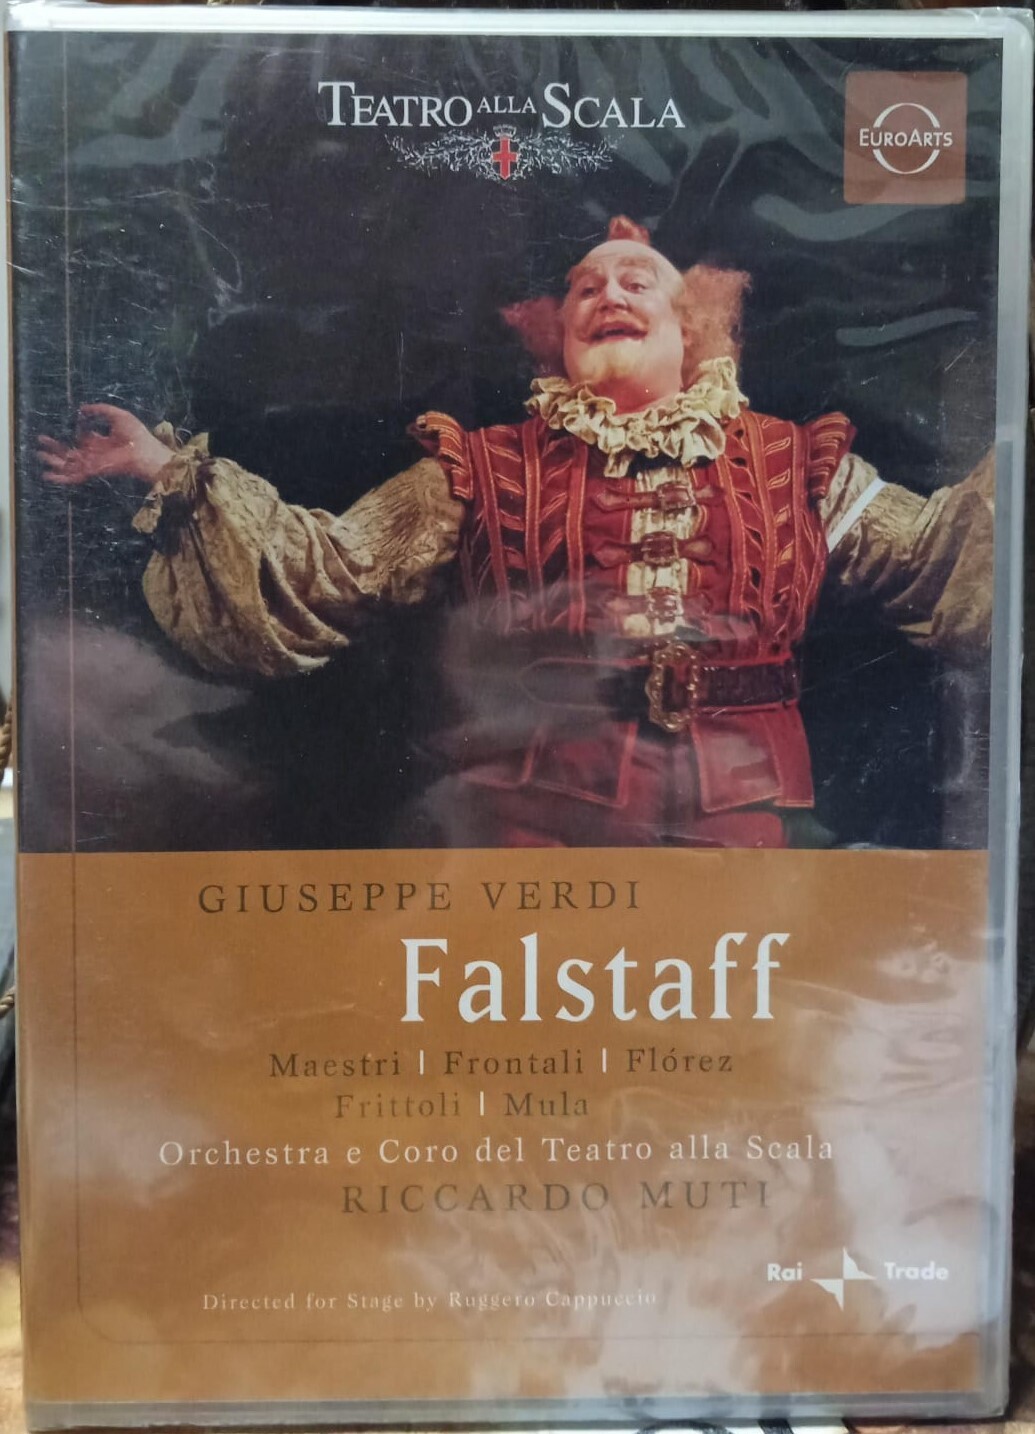 TEATRO ALLA SCALA
EUROARTS
GIUSEPPE VERDI
Falstaff
Maestri | Frontali | Flórez
Frittoli | Mula
Orchestra e Coro del Teatro alla Scala
RICCARDO MUTI
Rai Trade
Directed for Stage by Ruggero Cappuccio